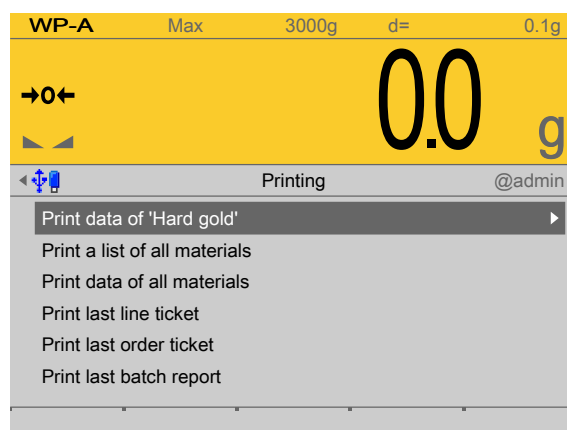 WP-A Max 3000g d= 0.1g
→0←
0.0 g
Printing @admin
Print data of 'Hard gold'
Print a list of all materials
Print data of all materials
Print last line ticket
Print last order ticket
Print last batch report